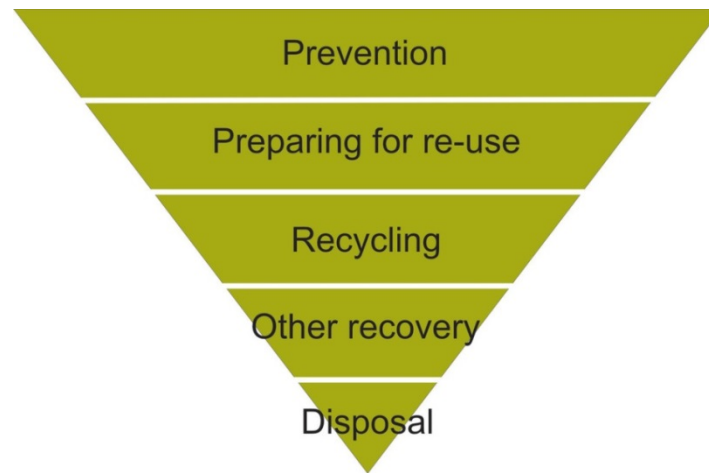 Prevention
Preparing for re-use
Recycling
Other recovery
Disposal